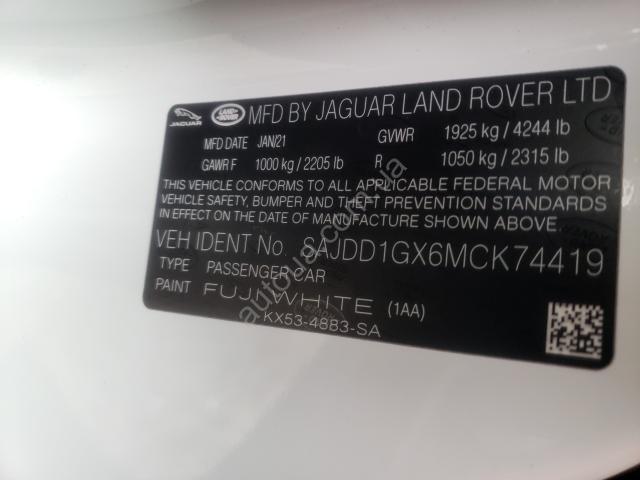 JAGUAR LAND ROVER MFD BY JAGUAR LAND ROVER LTD
MFD DATE JAN/21 GVWR 1925 kg / 4244 lb
GAWR F 1000 kg / 2205 lb R 1050 kg / 2315 lb
THIS VEHICLE CONFORMS TO ALL APPLICABLE FEDERAL MOTOR
VEHICLE SAFETY, BUMPER AND THEFT PREVENTION STANDARDS
IN EFFECT ON THE DATE OF MANUFACTURE SHOWN ABOVE.
VEH IDENT No. SAJDD1GX6MCK74419
TYPE PASSENGER CAR
PAINT FUJI WHITE (1AA)
KX53-4883-SA